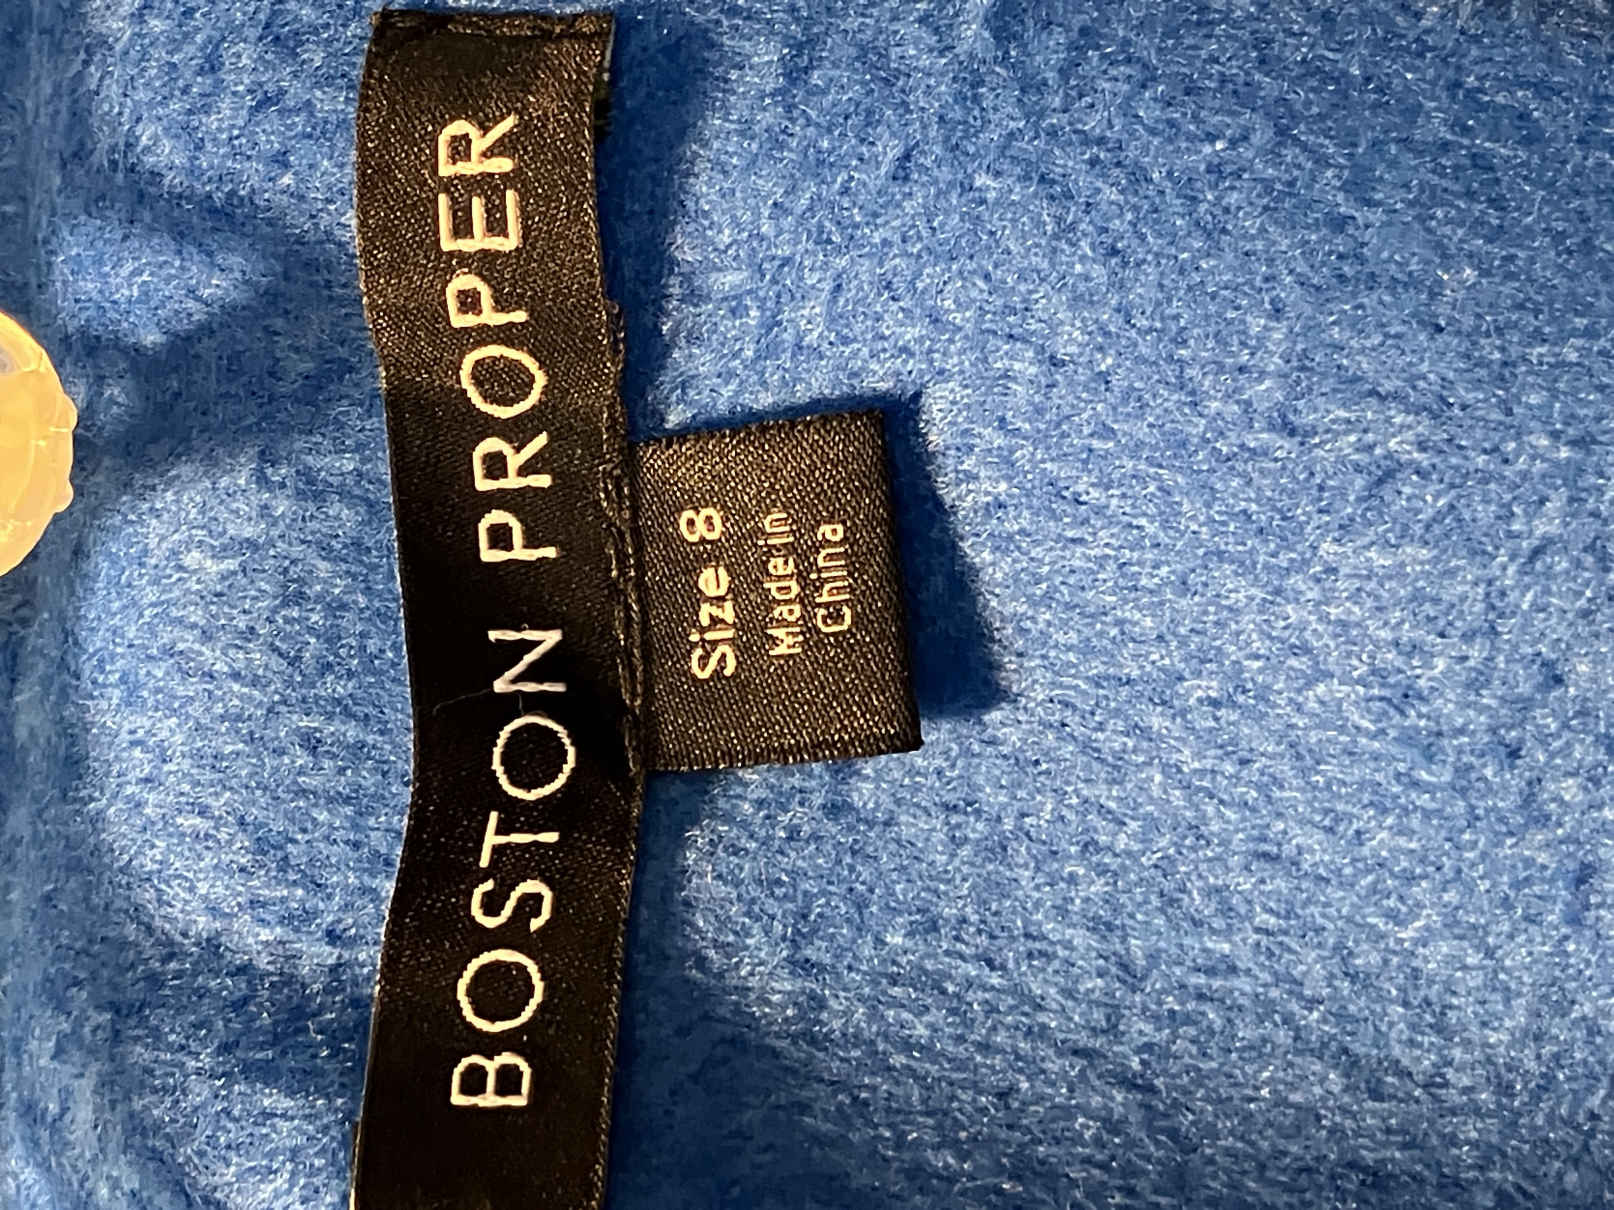 BOSTON PROPER
Size 8
Made in
China